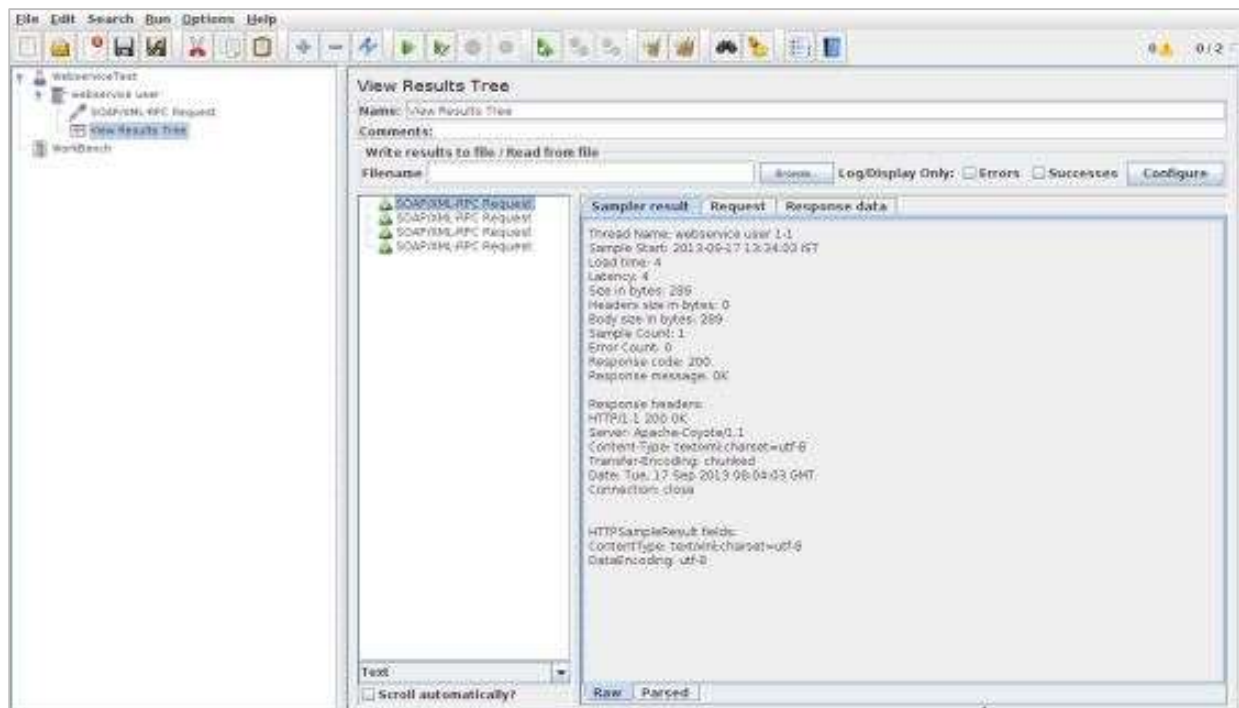 File Edit Search Run Options Help
0 0 / 2
WebserviceTest
webservice user
SOAP/XML-RPC Request
View Results Tree
WorkBench
View Results Tree
Name: View Results Tree
Comments:
Write results to file / Read from file
Filename Browse... Log/Display Only: Errors Successes Configure
SOAP/XML-RPC Request
SOAP/XML-RPC Request
SOAP/XML-RPC Request
SOAP/XML-RPC Request
Sampler result Request Response data
Thread Name: webservice user 1-1
Sample Start: 2013-09-17 13:34:03 IST
Load time: 4
Latency: 4
Size in bytes: 289
Headers size in bytes: 0
Body size in bytes: 289
Sample Count: 1
Error Count: 0
Response code: 200
Response message: OK
Response headers:
HTTP/1.1 200 OK
Server: Apache-Coyote/1.1
Content-Type: text/xml;charset=utf-8
Transfer-Encoding: chunked
Date: Tue, 17 Sep 2013 08:04:03 GMT
Connection: close
HTTPSampleResult fields:
ContentType: text/xml;charset=utf-8
DataEncoding: utf-8
Text
Scroll automatically?
Raw Parsed